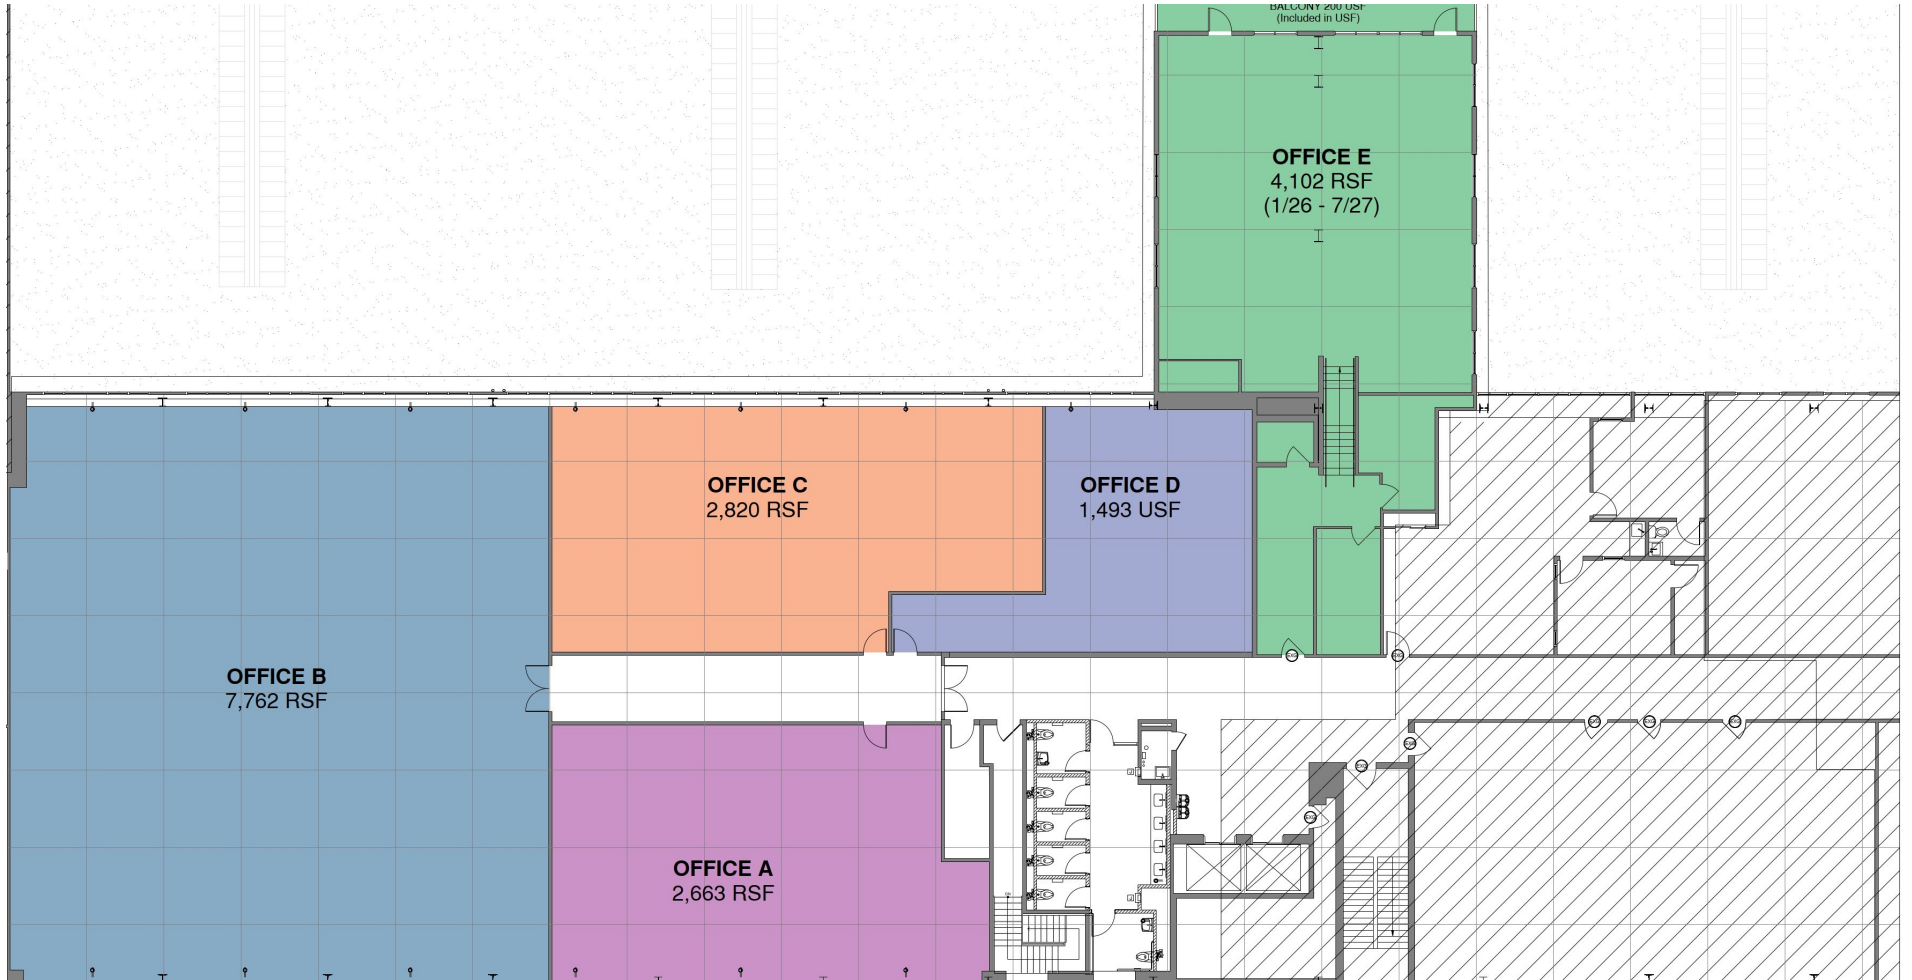 BALCONY 200 USF
(Included in USF)
OFFICE E
4,102 RSF
(1/26 - 7/27)
OFFICE C
2,820 RSF
OFFICE D
1,493 USF
OFFICE B
7,762 RSF
OFFICE A
2,663 RSF